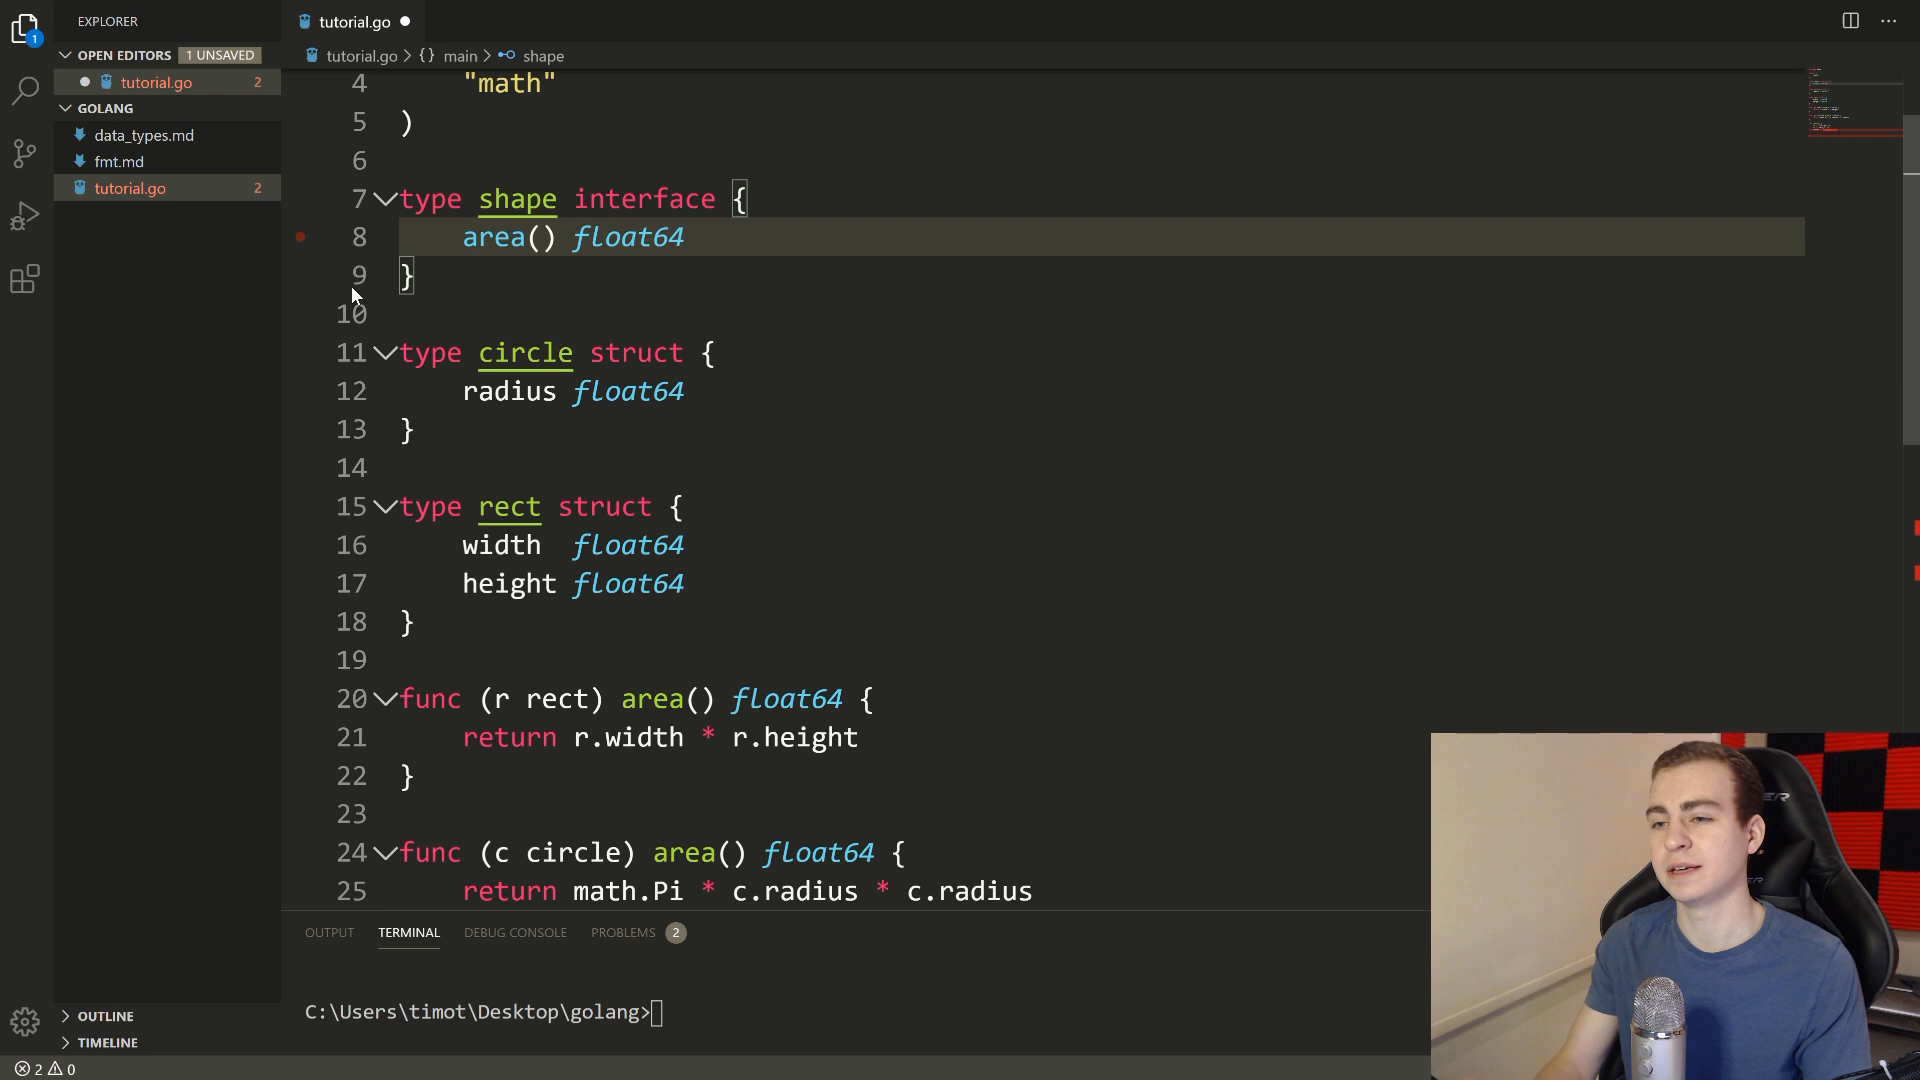 EXPLORER
OPEN EDITORS 1 UNSAVED
tutorial.go 2
GOLANG
data_types.md
fmt.md
tutorial.go 2
OUTLINE
TIMELINE
2 0
1
tutorial.go
tutorial.go > {} main > shape
4 "math"
5 )
6
7 type shape interface {
8 area() float64
9 }
10
11 type circle struct {
12 radius float64
13 }
14
15 type rect struct {
16 width float64
17 height float64
18 }
19
20 func (r rect) area() float64 {
21 return r.width * r.height
22 }
23
24 func (c circle) area() float64 {
25 return math.Pi * c.radius * c.radius
OUTPUT TERMINAL DEBUG CONSOLE PROBLEMS 2
C:\Users\timot\Desktop\golang>